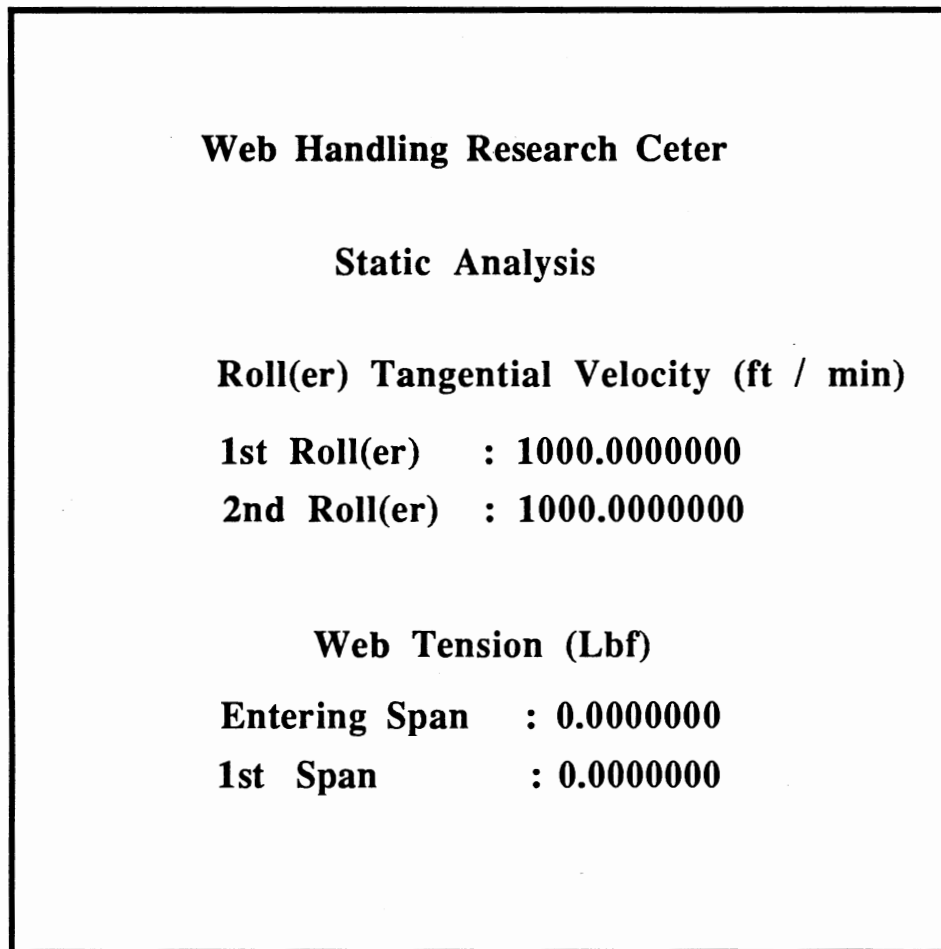 Web Handling Research Ceter
Static Analysis
Roll(er) Tangential Velocity (ft / min)
1st Roll(er) : 1000.0000000
2nd Roll(er) : 1000.0000000
Web Tension (Lbf)
Entering Span : 0.0000000
1st Span : 0.0000000